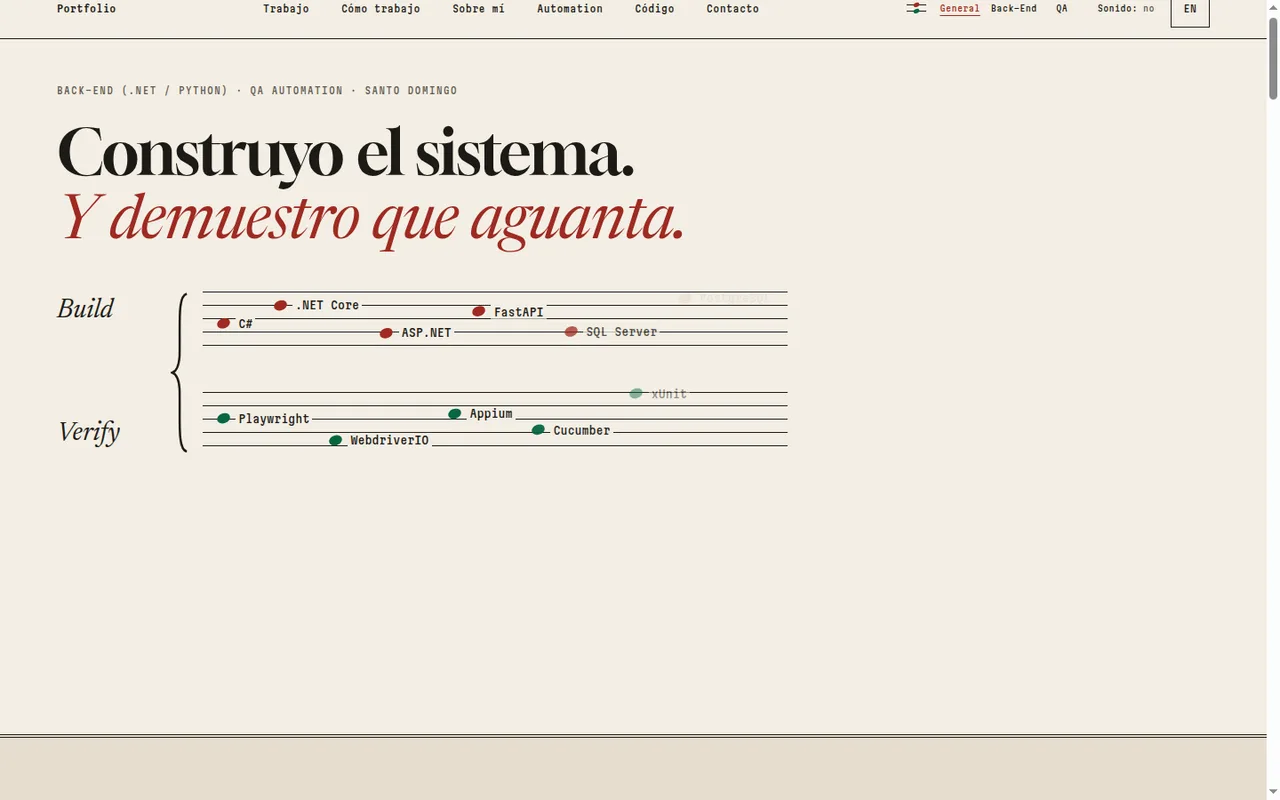 Portfolio Trabajo Cómo trabajo Sobre mí Automation Código Contacto General Back-End QA Sonido: no EN
BACK-END (.NET / PYTHON) · QA AUTOMATION · SANTO DOMINGO
Construyo el sistema.
Y demuestro que aguanta.
Build
.NET Core
FastAPI
C#
ASP.NET
SQL Server
PostgreSQL
Verify
xUnit
Playwright
Appium
Cucumber
WebdriverIO